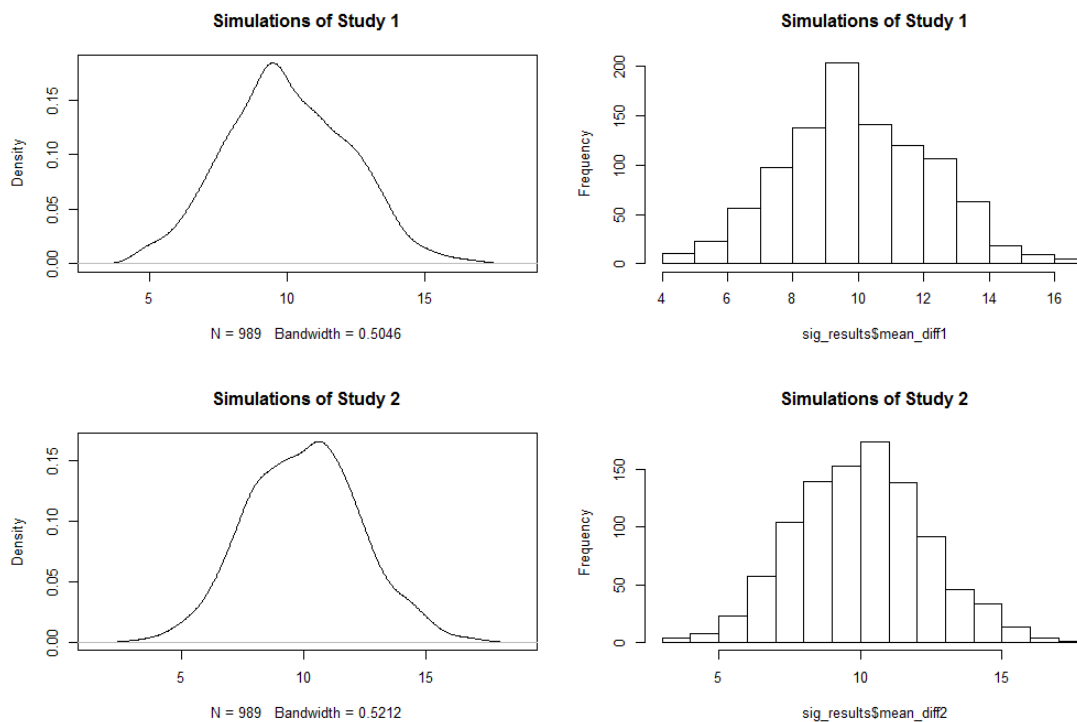 Simulations of Study 1
Density
0.00 0.05 0.10 0.15
5 10 15
N = 989 Bandwidth = 0.5046
Simulations of Study 1
Frequency
0 50 100 150 200
4 6 8 10 12 14 16
sig_results$mean_diff1
Simulations of Study 2
Density
0.00 0.05 0.10 0.15
5 10 15
N = 989 Bandwidth = 0.5212
Simulations of Study 2
Frequency
0 50 100 150
5 10 15
sig_results$mean_diff2